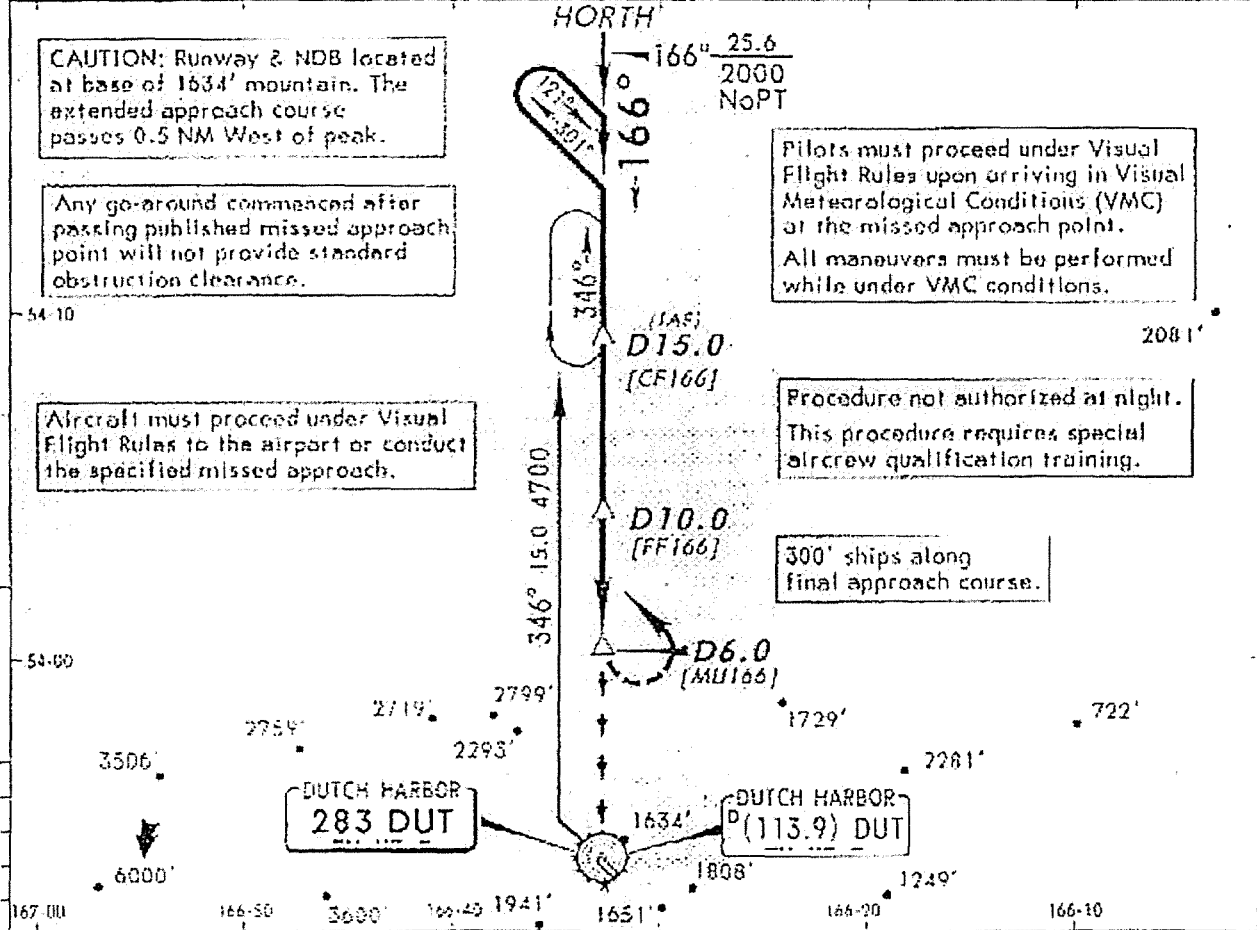 HORTH
CAUTION: Runway & NDB located
at base of 1634' mountain. The
extended approach course
passes 0.5 NM West of peak.
166° 25.6
2000
NoPT
121°
301°
166°
Any go-around commenced after
passing published missed approach
point will not provide standard
obstruction clearance.
Pilots must proceed under Visual
Flight Rules upon arriving in Visual
Meteorological Conditions (VMC)
at the missed approach point.
All maneuvers must be performed
while under VMC conditions.
346°
54-10
(IAF)
D15.0
[CF166]
2081'
Aircraft must proceed under Visual
Flight Rules to the airport or conduct
the specified missed approach.
Procedure not authorized at night.
This procedure requires special
aircrew qualification training.
346° 15.0 4700
D10.0
[FF166]
300' ships along
final approach course.
54-00
D6.0
[MU166]
2719'
2799'
1729'
722'
2759'
2293'
3506'
2281'
DUTCH HARBOR
283 DUT
DUTCH HARBOR
D(113.9) DUT
1634'
6000'
1808'
1249'
3600'
1941'
1651'
167-00
166-50
166-40
166-20
166-10